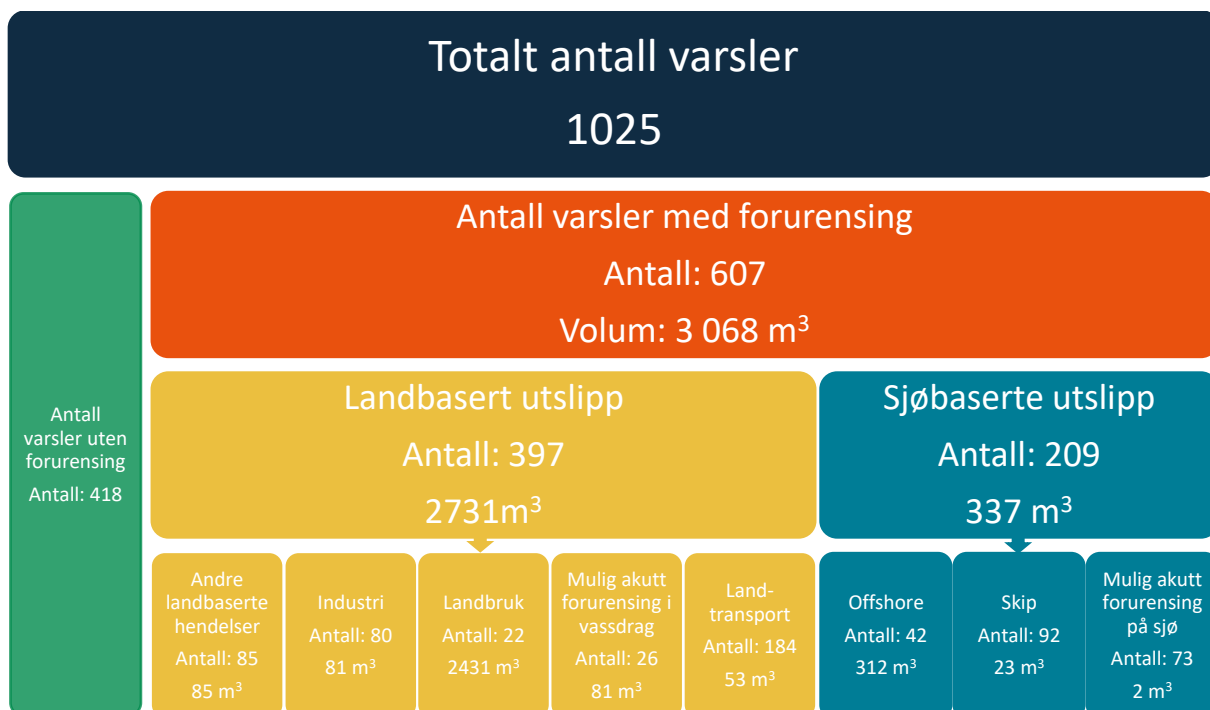 Totalt antall varsler
1025
Antall varsler med forurensing
Antall: 607
Volum: 3 068 m³
Antall
varsler uten
forurensing
Antall: 418
Landbasert utslipp
Antall: 397
2731m³
Sjøbaserte utslipp
Antall: 209
337 m³
Andre
landbaserte
hendelser
Antall: 85
85 m³
Industri
Antall: 80
81 m³
Landbruk
Antall: 22
2431 m³
Mulig akutt
forurensing i
vassdrag
Antall: 26
81 m³
Land-
transport
Antall: 184
53 m³
Offshore
Antall: 42
312 m³
Skip
Antall: 92
23 m³
Mulig akutt
forurensing
på sjø
Antall: 73
2 m³